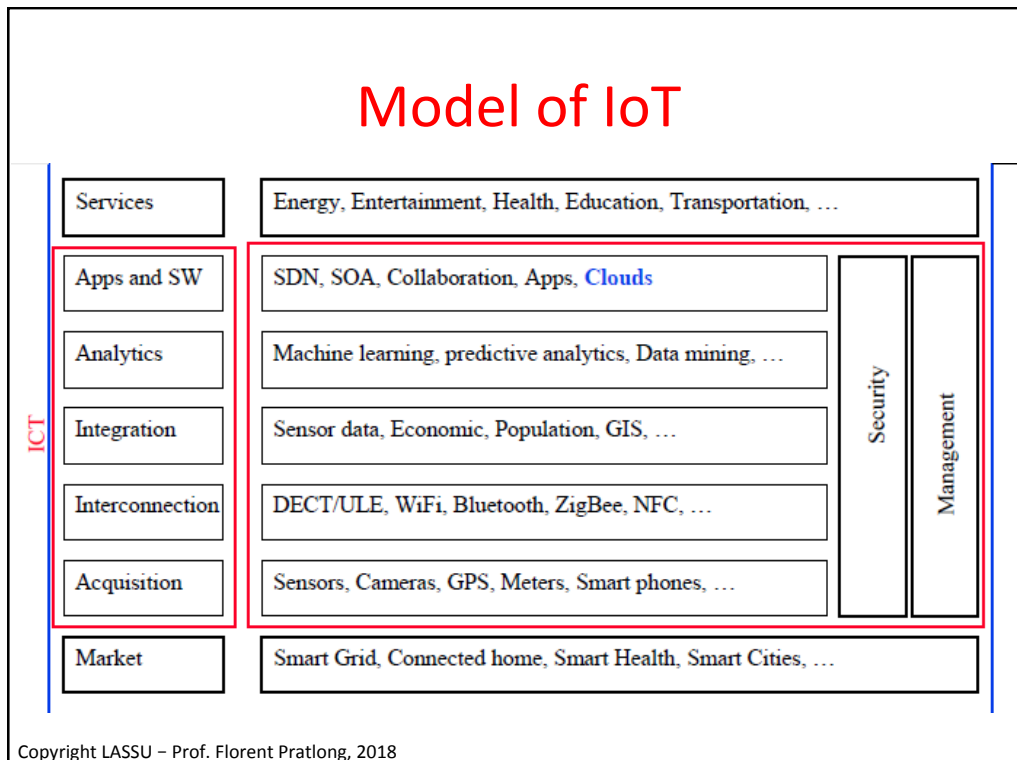 Model of IoT
Services
Energy, Entertainment, Health, Education, Transportation, …
Apps and SW
SDN, SOA, Collaboration, Apps, Clouds
Analytics
Machine learning, predictive analytics, Data mining, …
Integration
Sensor data, Economic, Population, GIS, …
Interconnection
DECT/ULE, WiFi, Bluetooth, ZigBee, NFC, …
Acquisition
Sensors, Cameras, GPS, Meters, Smart phones, …
Market
Smart Grid, Connected home, Smart Health, Smart Cities, …
ICT
Security
Management
Copyright LASSU – Prof. Florent Pratlong, 2018